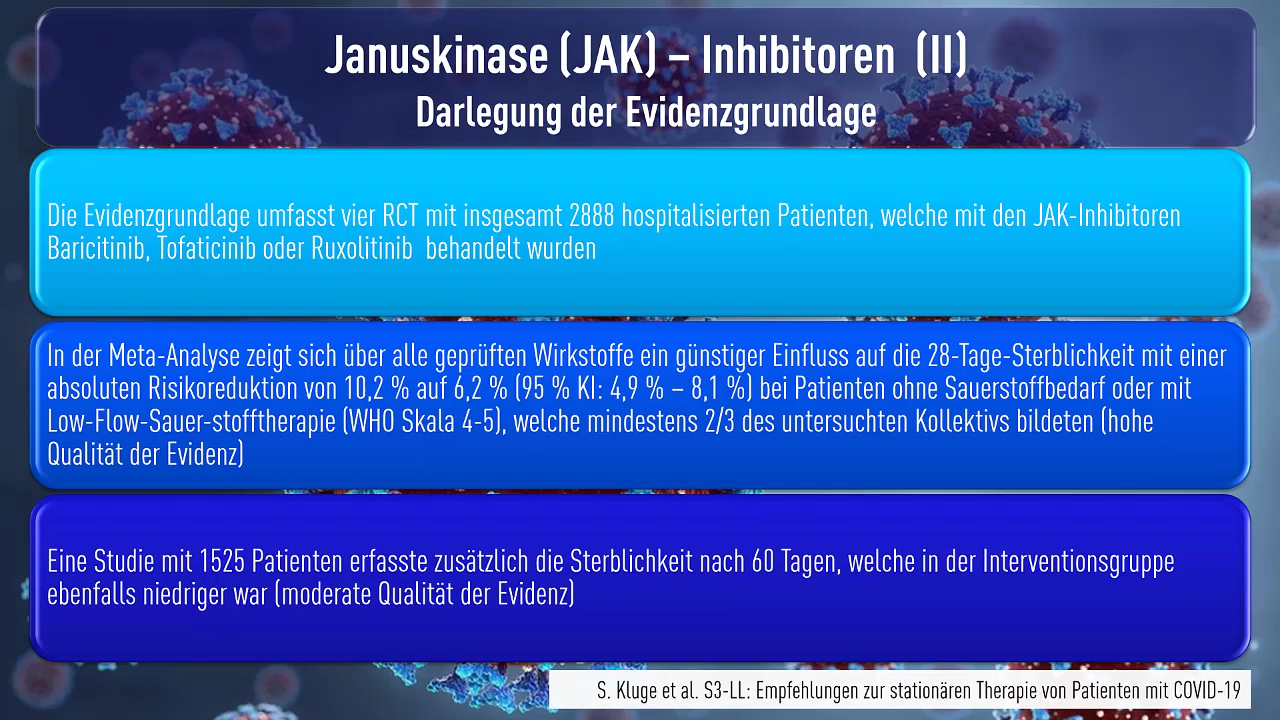 Januskinase (JAK) – Inhibitoren (II)
Darlegung der Evidenzgrundlage
Die Evidenzgrundlage umfasst vier RCT mit insgesamt 2888 hospitalisierten Patienten, welche mit den JAK-Inhibitoren
Baricitinib, Tofaticinib oder Ruxolitinib behandelt wurden
In der Meta-Analyse zeigt sich über alle geprüften Wirkstoffe ein günstiger Einfluss auf die 28-Tage-Sterblichkeit mit einer
absoluten Risikoreduktion von 10,2 % auf 6,2 % (95 % KI: 4,9 % – 8,1 %) bei Patienten ohne Sauerstoffbedarf oder mit
Low-Flow-Sauer-stofftherapie (WHO Skala 4-5), welche mindestens 2/3 des untersuchten Kollektivs bildeten (hohe
Qualität der Evidenz)
Eine Studie mit 1525 Patienten erfasste zusätzlich die Sterblichkeit nach 60 Tagen, welche in der Interventionsgruppe
ebenfalls niedriger war (moderate Qualität der Evidenz)
S. Kluge et al. S3-LL: Empfehlungen zur stationären Therapie von Patienten mit COVID-19